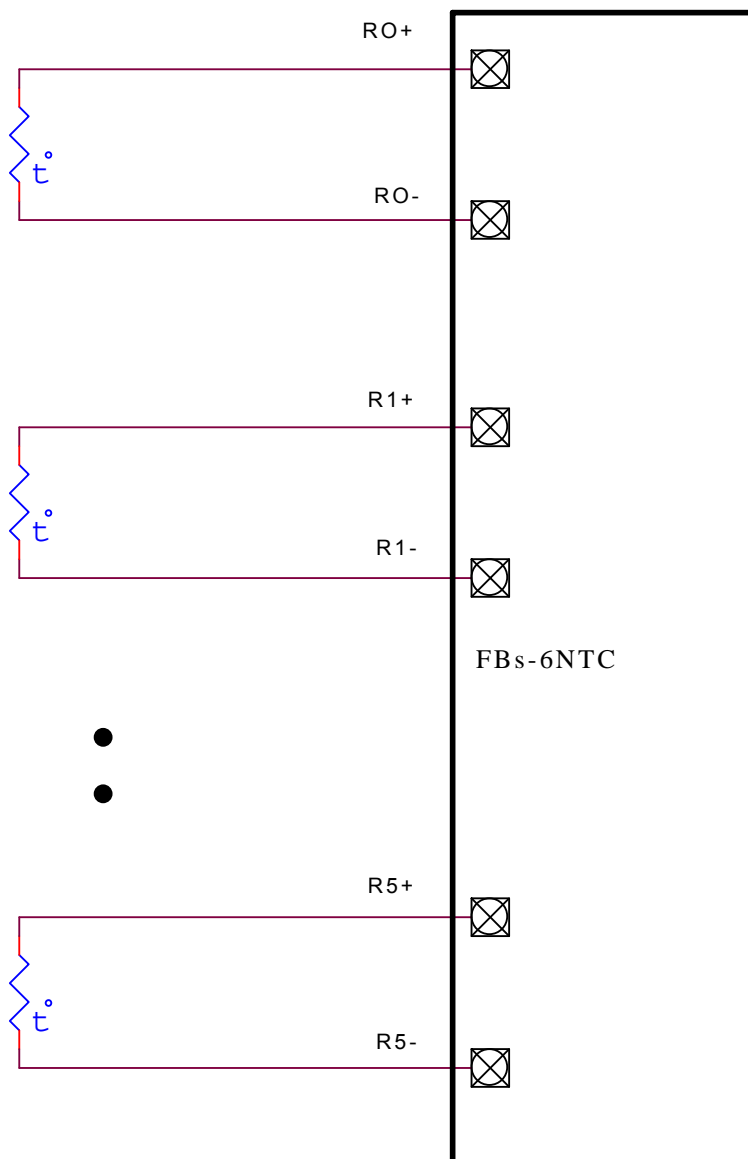 RO+
t°
RO-
R1+
t°
R1-
FBs-6NTC
R5+
t°
R5-